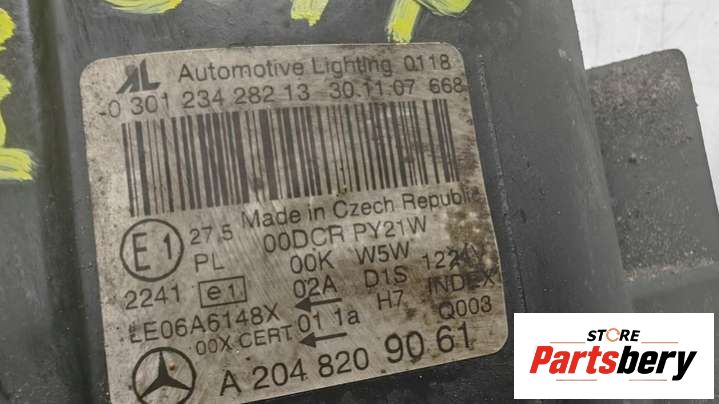 AL Automotive Lighting 0118
0 301 234 282 13 30.11.07 668
Made in Czech Republic
E1 27,5 00DCR PY21W
PL 00K W5W
2241 e1 02A D1S INDEX
LE06A6148X 01 1a H7 Q003
00X CERT
A 204 820 90 61
STORE
Partsbery